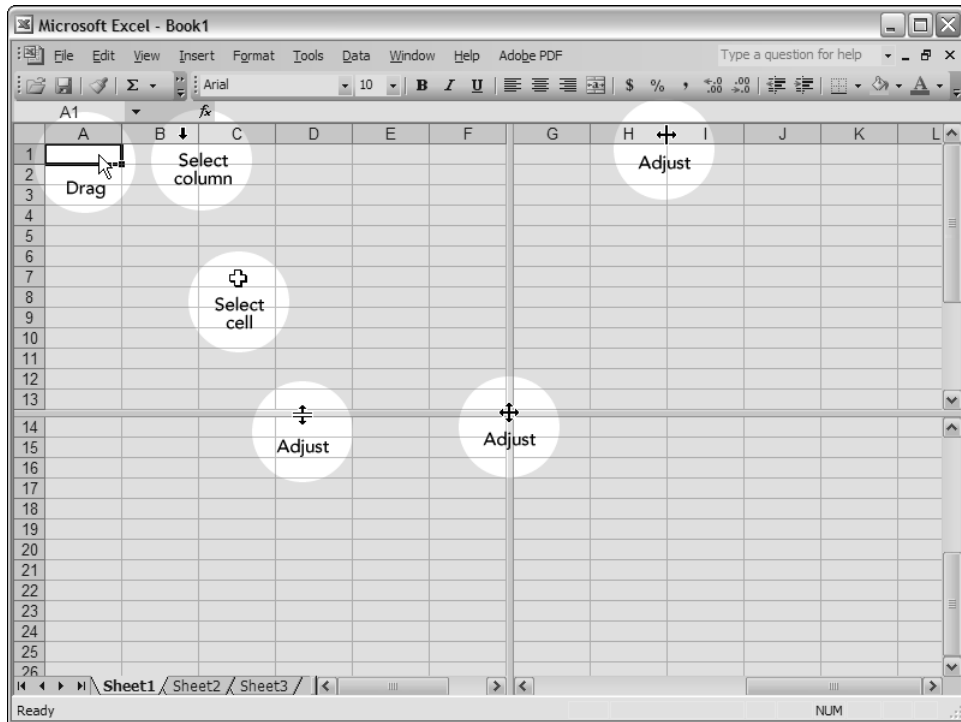 Microsoft Excel - Book1
File Edit View Insert Format Tools Data Window Help Adobe PDF Type a question for help
Σ Arial 10 B I U $ % , .00 .00 A
A1 fx
A B C D E F G H I J K L
1
2
3
4
5
6
7
8
9
10
11
12
13
14
15
16
17
18
19
20
21
22
23
24
25
26
Drag
Select
column
Adjust
Select
cell
Adjust
Adjust
Sheet1 Sheet2 Sheet3
Ready NUM